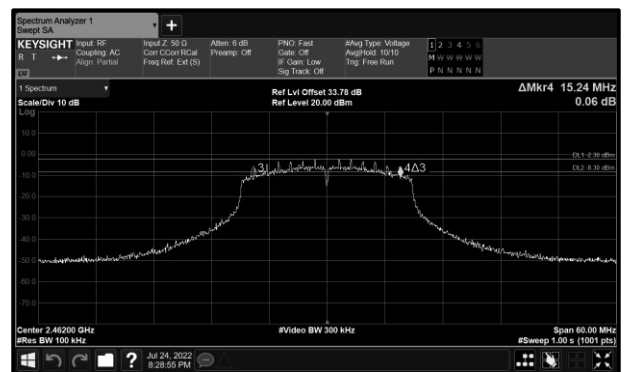 Spectrum Analyzer 1
Swept SA
+
KEYSIGHT Input: RF Input Z: 50 Ω Atten: 6 dB PNO: Fast #Avg Type: Voltage 1 2 3 4 5 6
R T Coupling: AC Corr CCorr RCal Preamp: Off Gate: Off Avg|Hold: 10/10 M W W W W W
Align: Partial Freq Ref: Ext (S) IF Gain: Low Trig: Free Run
Sig Track: Off P N N N N N
LXI
1 Spectrum Ref Lvl Offset 33.78 dB ΔMkr4 15.24 MHz
Scale/Div 10 dB Ref Level 20.00 dBm 0.06 dB
Log
10.0
0.00
DL1 -2.30 dBm
3 4Δ3
DL2 -8.30 dBm
-10.0
-20.0
-30.0
-40.0
-50.0
-60.0
-70.0
Center 2.46200 GHz #Video BW 300 kHz Span 60.00 MHz
#Res BW 100 kHz #Sweep 1.00 s (1001 pts)
? Jul 24, 2022
8:28:55 PM